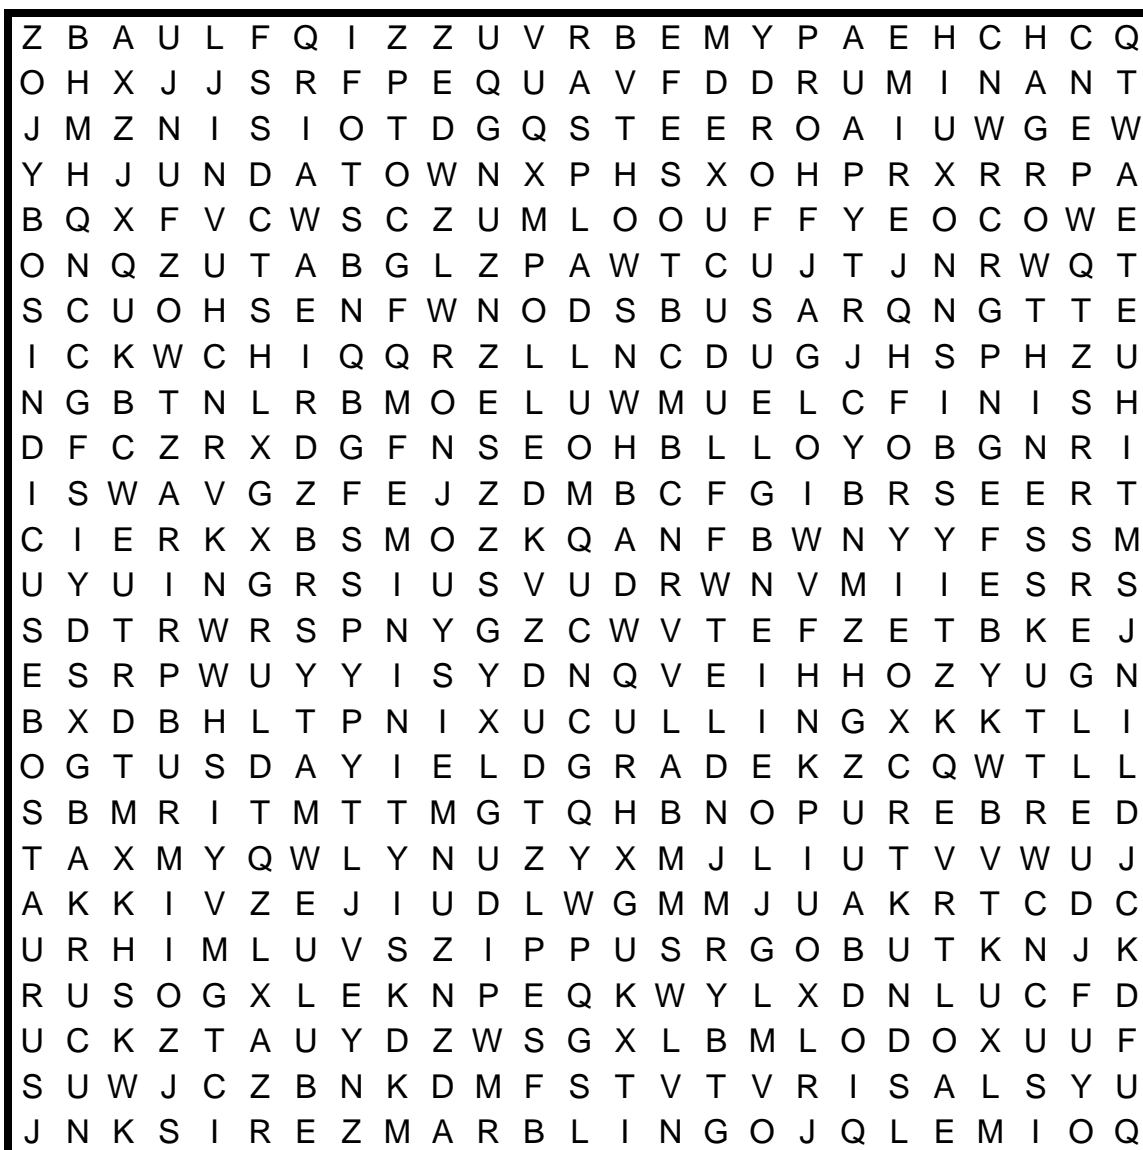 Z B A U L F Q I Z Z U V R B E M Y P A E H C H C Q
O H X J J S R F P E Q U A V F D D R U M I N A N T
J M Z N I S I O T D G Q S T E E R O A I U W G E W
Y H J U N D A T O W N X P H S X O H P R X R R P A
B Q X F V C W S C Z U M L O O U F F Y E O C O W E
O N Q Z U T A B G L Z P A W T C U J T J N R W Q T
S C U O H S E N F W N O D S B U S A R Q N G T T E
I C K W C H I Q Q R Z L L N C D U G J H S P H Z U
N G B T N L R B M O E L U W M U E L C F I N I S H
D F C Z R X D G F N S E O H B L L O Y O B G N R I
I S W A V G Z F E J Z D M B C F G I B R S E E R T
C I E R K X B S M O Z K Q A N F B W N Y Y F S S M
U Y U I N G R S I U S V U D R W N V M I I E S R S
S D T R W R S P N Y G Z C W V T E F Z E T B K E J
E S R P W U Y Y I S Y D N Q V E I H H O Z Y U G N
B X D B H L T P N I X U C U L L I N G X K K T L I
O G T U S D A Y I E L D G R A D E K Z C Q W T L L
S B M R I T M T T M G T Q H B N O P U R E B R E D
T A X M Y Q W L Y N U Z Y X M J L I U T V V W U J
A K K I V Z E J I U D L W G M M J U A K R T C D C
U R H I M L U V S Z I P P U S R G O B U T K N J K
R U S O G X L E K N P E Q K W Y L X D N L U C F D
U C K Z T A U Y D Z W S G X L B M L O D O X U U F
S U W J C Z B N K D M F S T V T V R I S A L S Y U
J N K S I R E Z M A R B L I N G O J Q L E M I O Q